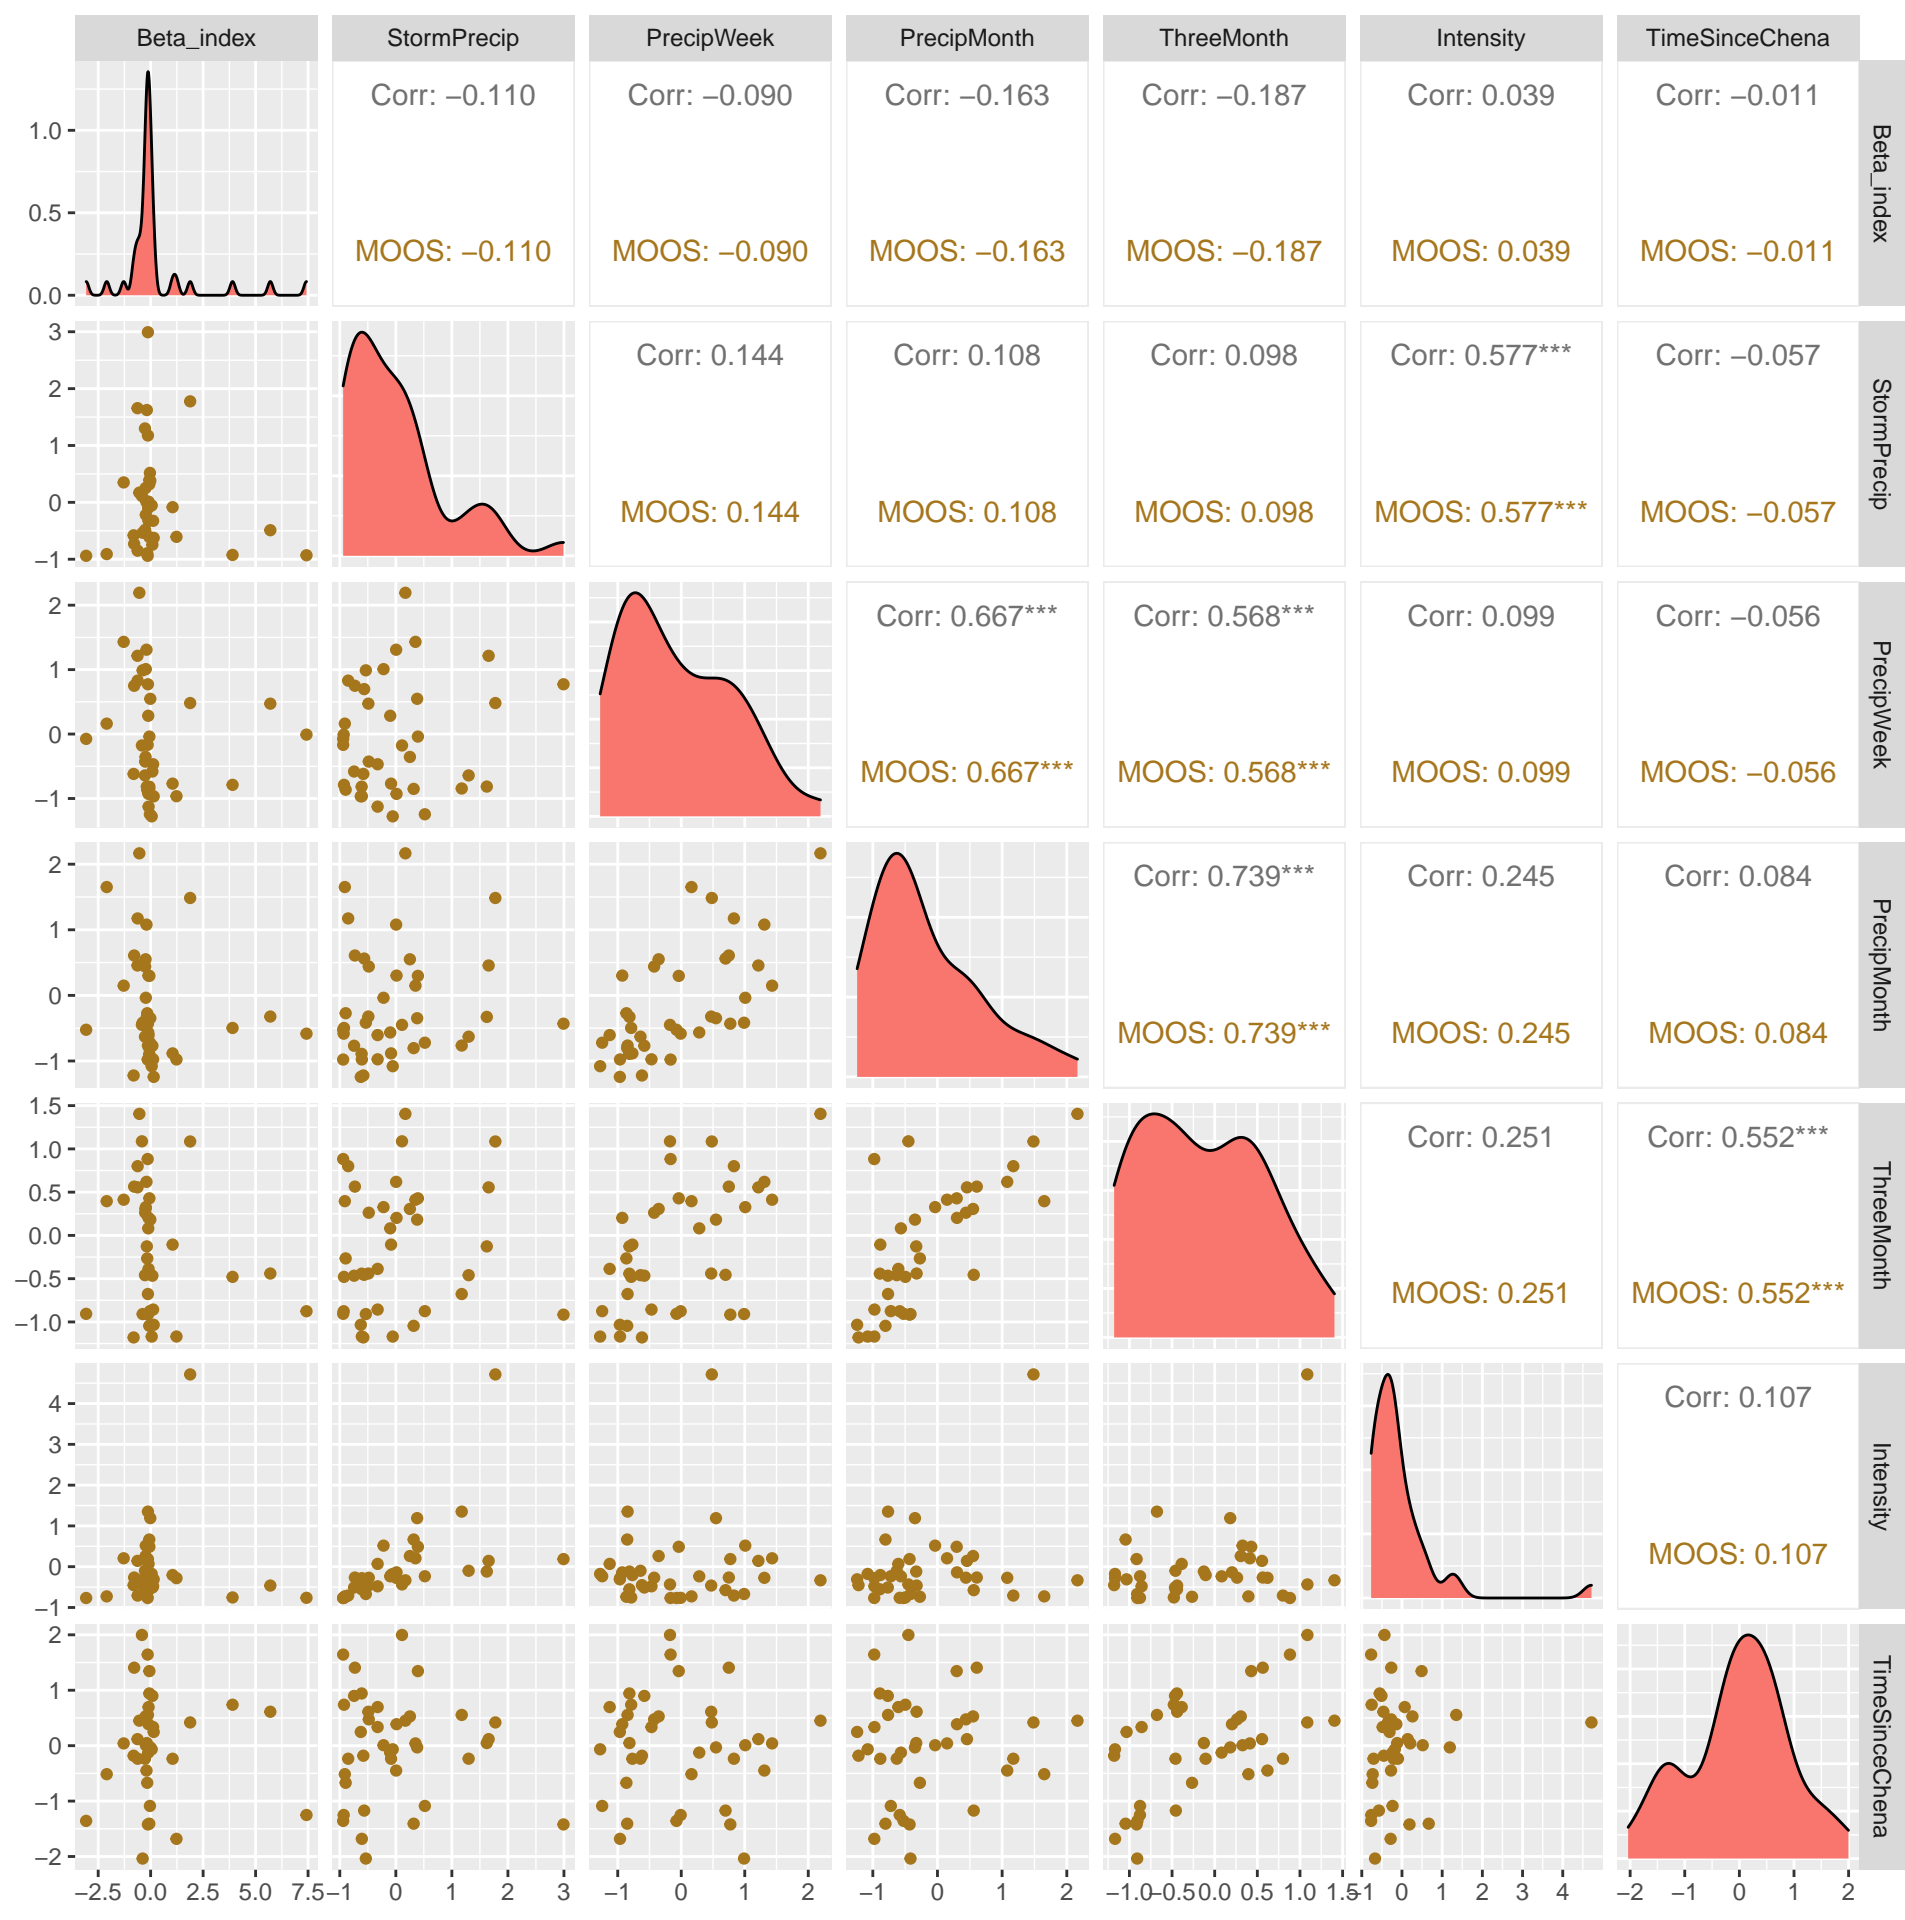 Beta_index StormPrecip PrecipWeek PrecipMonth ThreeMonth Intensity TimeSinceChena
Corr: −0.110 Corr: −0.090 Corr: −0.163 Corr: −0.187 Corr: 0.039 Corr: −0.011
MOOS: −0.110 MOOS: −0.090 MOOS: −0.163 MOOS: −0.187 MOOS: 0.039 MOOS: −0.011
1.0
0.5
0.0
Beta_index
Corr: 0.144 Corr: 0.108 Corr: 0.098 Corr: 0.577*** Corr: −0.057
MOOS: 0.144 MOOS: 0.108 MOOS: 0.098 MOOS: 0.577*** MOOS: −0.057
3
2
1
0
−1
StormPrecip
Corr: 0.667*** Corr: 0.568*** Corr: 0.099 Corr: −0.056
MOOS: 0.667*** MOOS: 0.568*** MOOS: 0.099 MOOS: −0.056
2
1
0
−1
PrecipWeek
Corr: 0.739*** Corr: 0.245 Corr: 0.084
MOOS: 0.739*** MOOS: 0.245 MOOS: 0.084
2
1
0
−1
PrecipMonth
Corr: 0.251 Corr: 0.552***
MOOS: 0.251 MOOS: 0.552***
1.5
1.0
0.5
0.0
−0.5
−1.0
ThreeMonth
Corr: 0.107
MOOS: 0.107
4
3
2
1
0
−1
Intensity
2
1
0
−1
−2
TimeSinceChena
−2.5 0.0 2.5 5.0 7.5 −1 0 1 2 3 −1 0 1 2 −1 0 1 2 −1.0 −0.5 0.0 0.5 1.0 1.5 −1 0 1 2 3 4 −2 −1 0 1 2